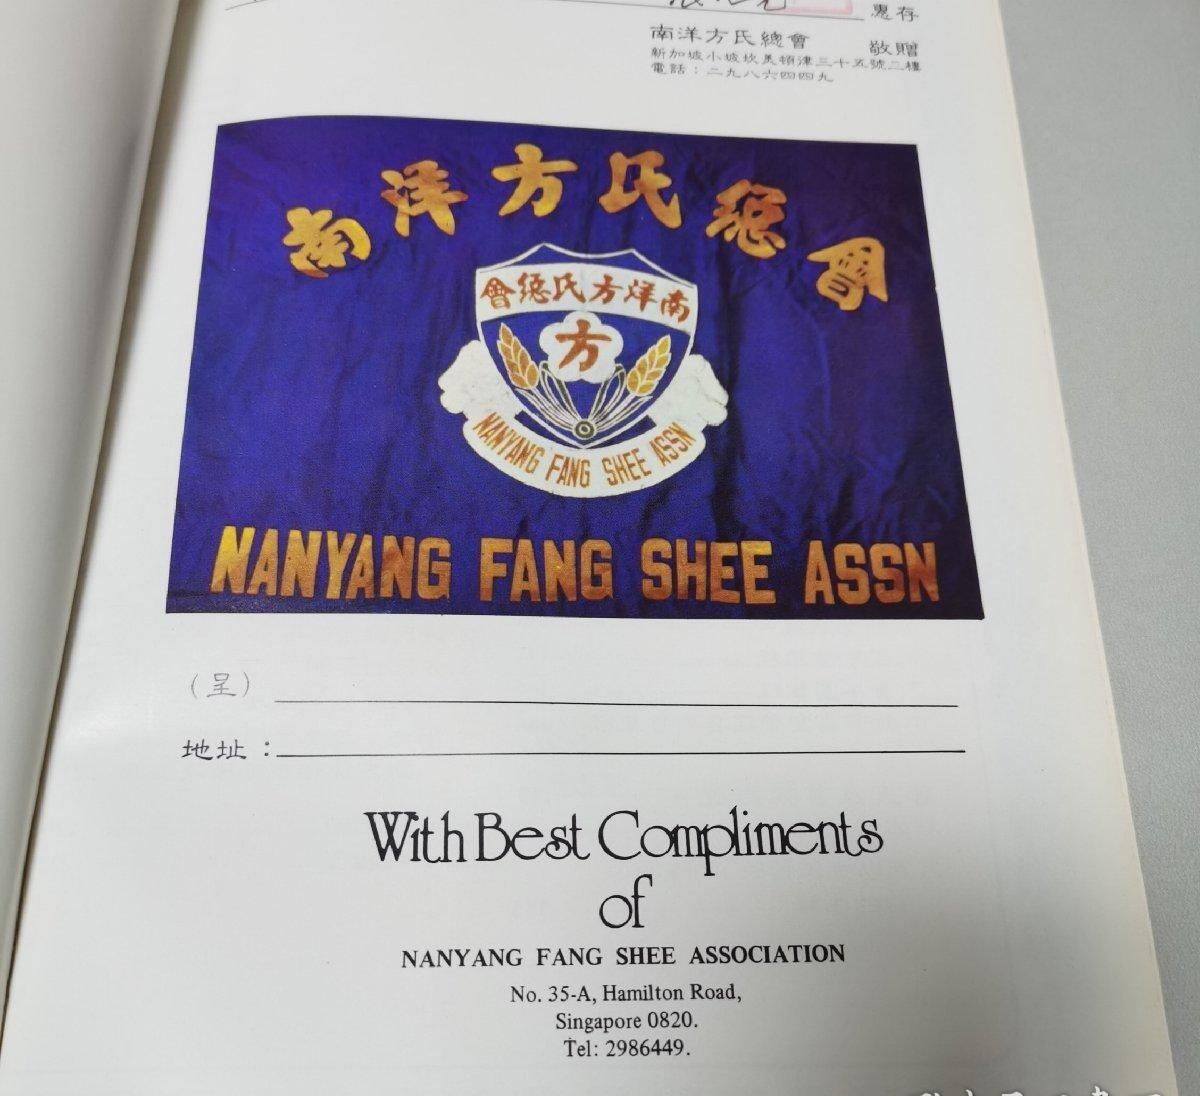 惠存
南洋方氏總會 敬贈
新加坡小坡坎美頓律三十五號二樓
電話：二九八六四四九
南洋方氏總會
會總氏方洋南
方
NANYANG FANG SHEE ASSN
NANYANG FANG SHEE ASSN
（呈）
地址：
With Best Compliments
of
NANYANG FANG SHEE ASSOCIATION
No. 35-A, Hamilton Road,
Singapore 0820.
Tel: 2986449.